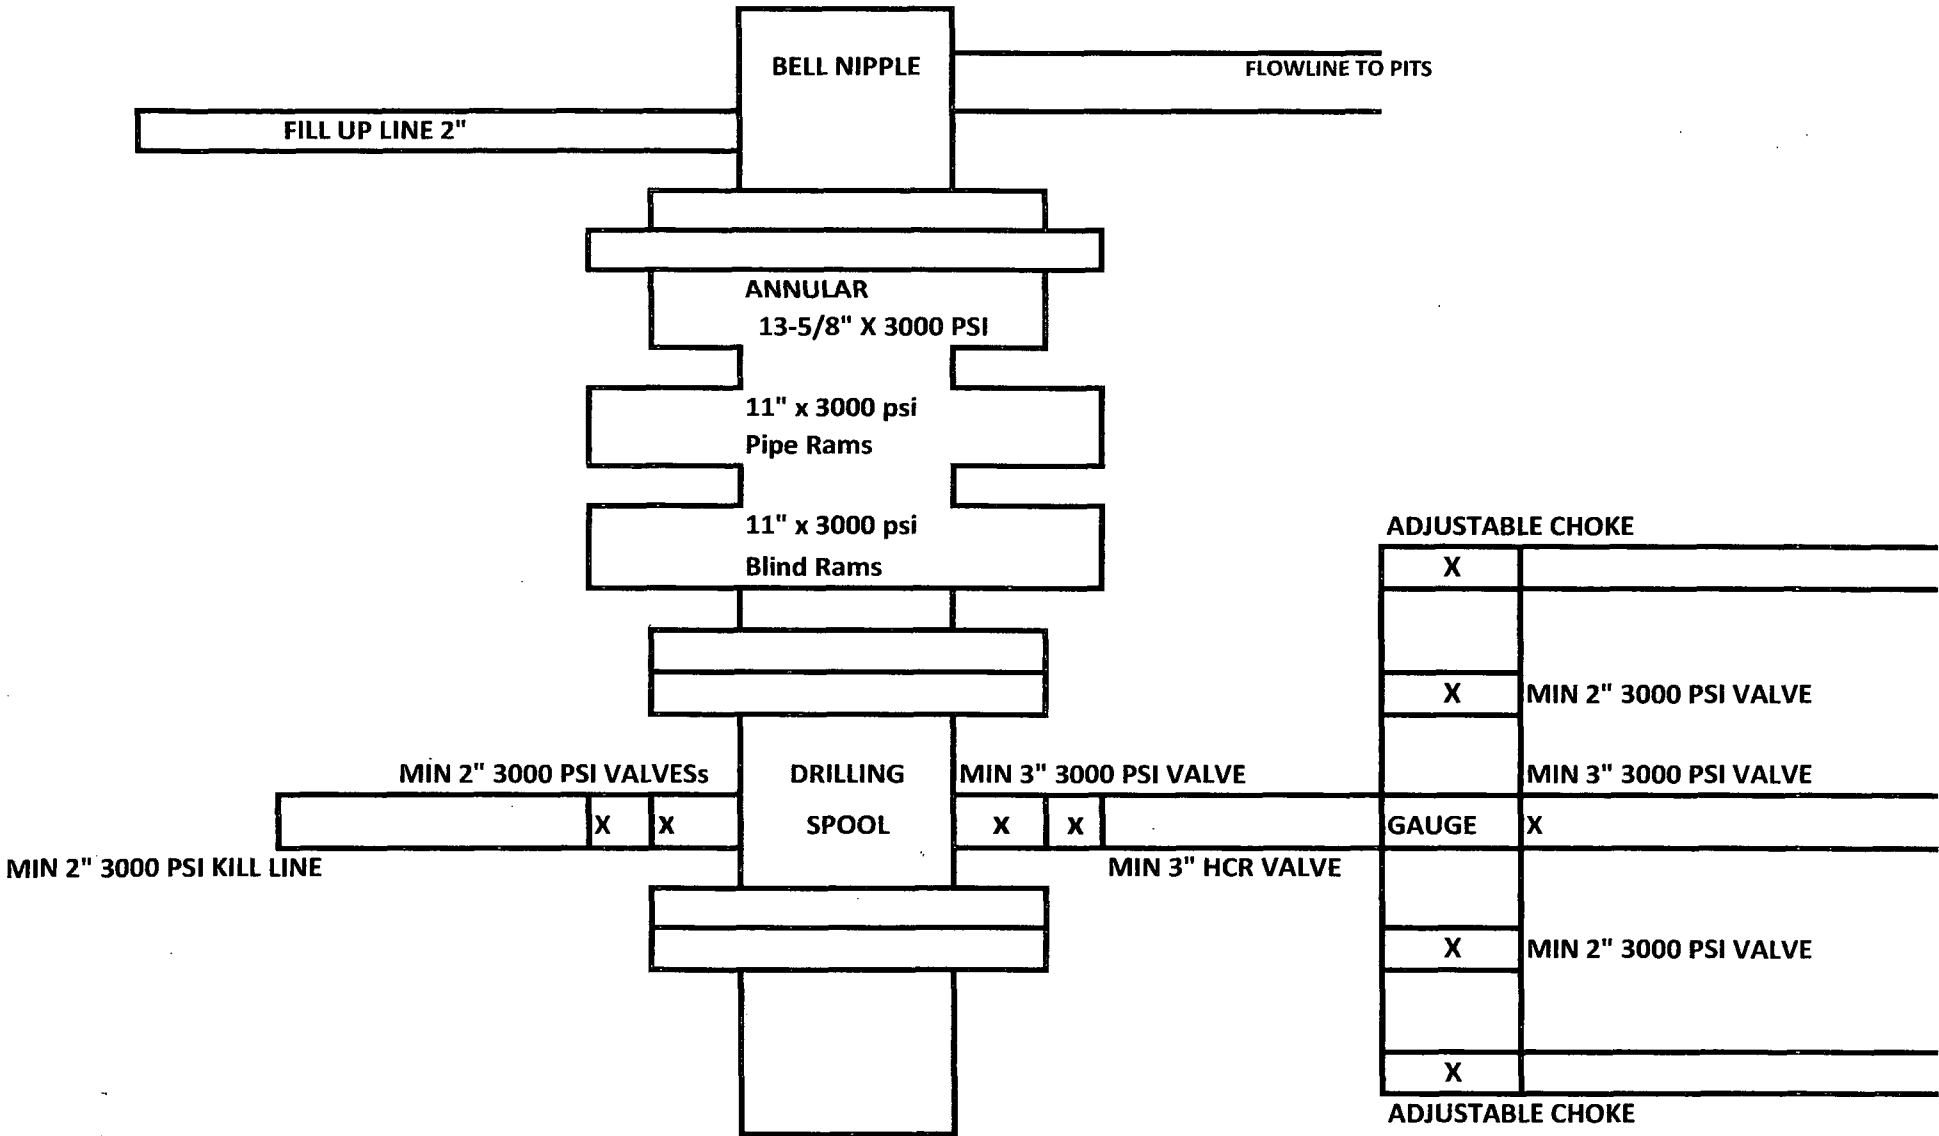 BELL NIPPLE
FLOWLINE TO PITS
FILL UP LINE 2"
ANNULAR
13-5/8" X 3000 PSI
11" x 3000 psi
Pipe Rams
11" x 3000 psi
Blind Rams
ADJUSTABLE CHOKE
X
X
MIN 2" 3000 PSI VALVE
MIN 2" 3000 PSI VALVESs
DRILLING
MIN 3" 3000 PSI VALVE
MIN 3" 3000 PSI VALVE
X
X
SPOOL
X
X
GAUGE
X
MIN 2" 3000 PSI KILL LINE
MIN 3" HCR VALVE
X
MIN 2" 3000 PSI VALVE
X
ADJUSTABLE CHOKE